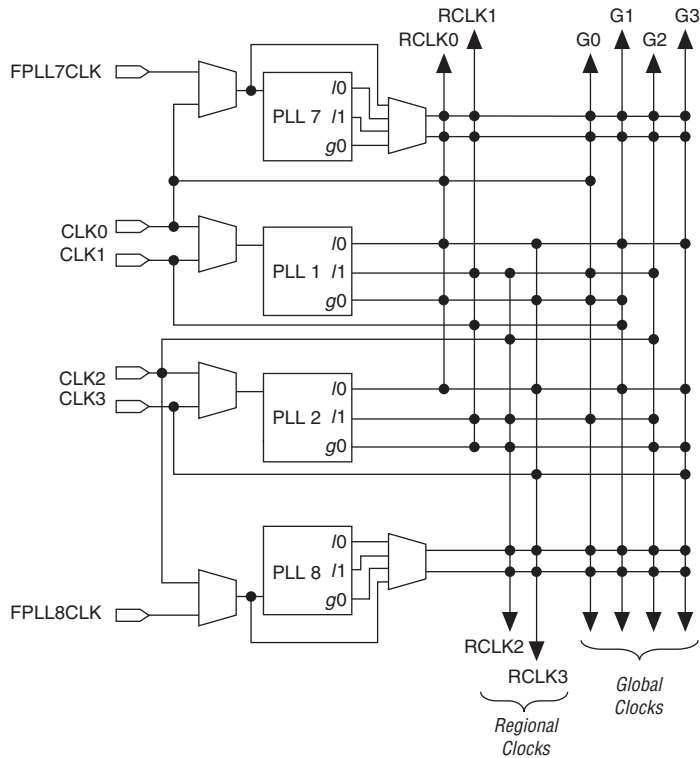 RCLK1
G1
G3
RCLK0
G0
G2
FPLL7CLK
PLL 7
l0
l1
g0
CLK0
CLK1
PLL 1
l0
l1
g0
CLK2
CLK3
PLL 2
l0
l1
g0
PLL 8
l0
l1
g0
FPLL8CLK
RCLK2
RCLK3
Regional
Clocks
Global
Clocks